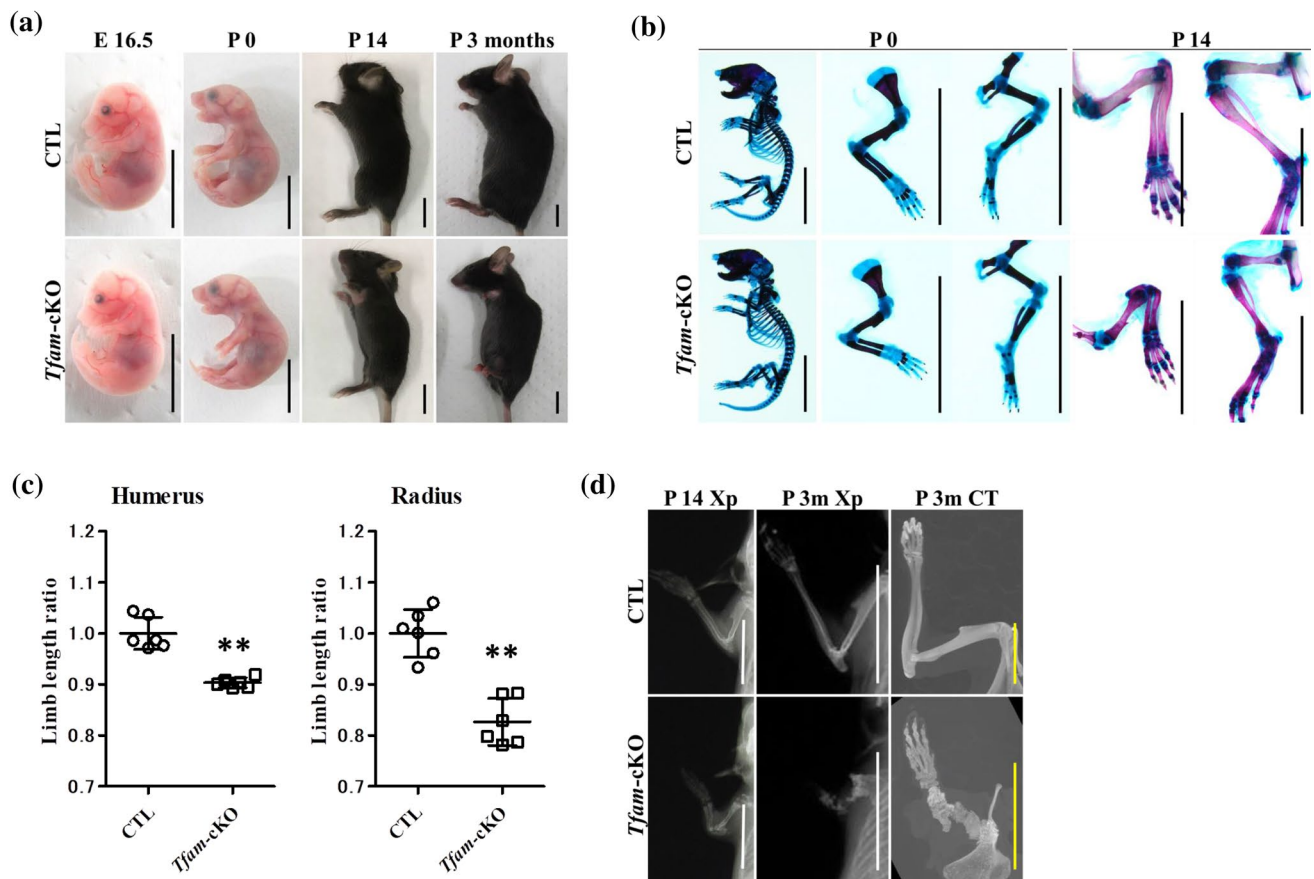 (a)
E 16.5 P 0 P 14 P 3 months
CTL
Tfam-cKO
(b)
P 0 P 14
CTL
Tfam-cKO
(c)
Humerus
Limb length ratio
1.2
1.1
1.0
0.9
0.8
0.7
**
CTL
Tfam-cKO
Radius
Limb length ratio
1.2
1.1
1.0
0.9
0.8
0.7
**
CTL
Tfam-cKO
(d)
P 14 Xp P 3m Xp P 3m CT
CTL
Tfam-cKO